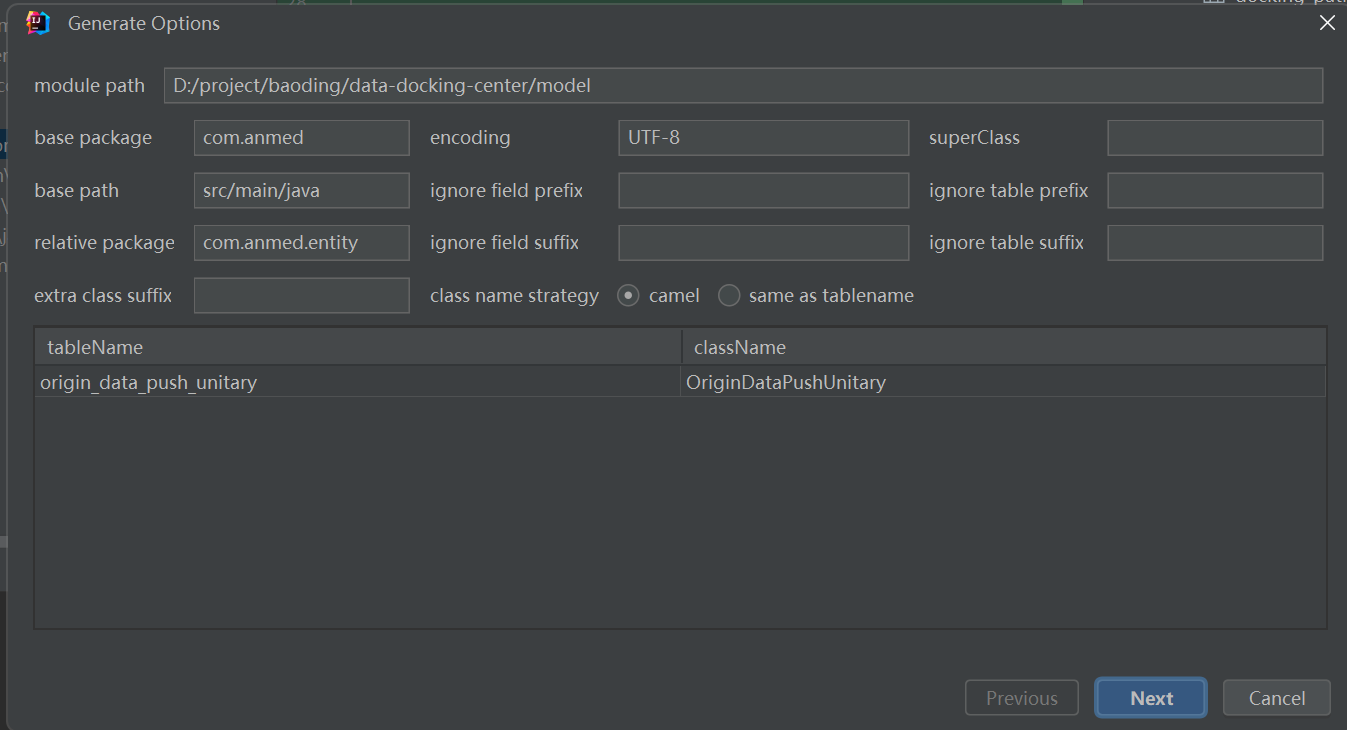 28
Generate Options
module path D:/project/baoding/data-docking-center/model
base package com.anmed encoding UTF-8 superClass
base path src/main/java ignore field prefix ignore table prefix
relative package com.anmed.entity ignore field suffix ignore table suffix
extra class suffix class name strategy camel same as tablename
tableName className
origin_data_push_unitary OriginDataPushUnitary
Previous Next Cancel